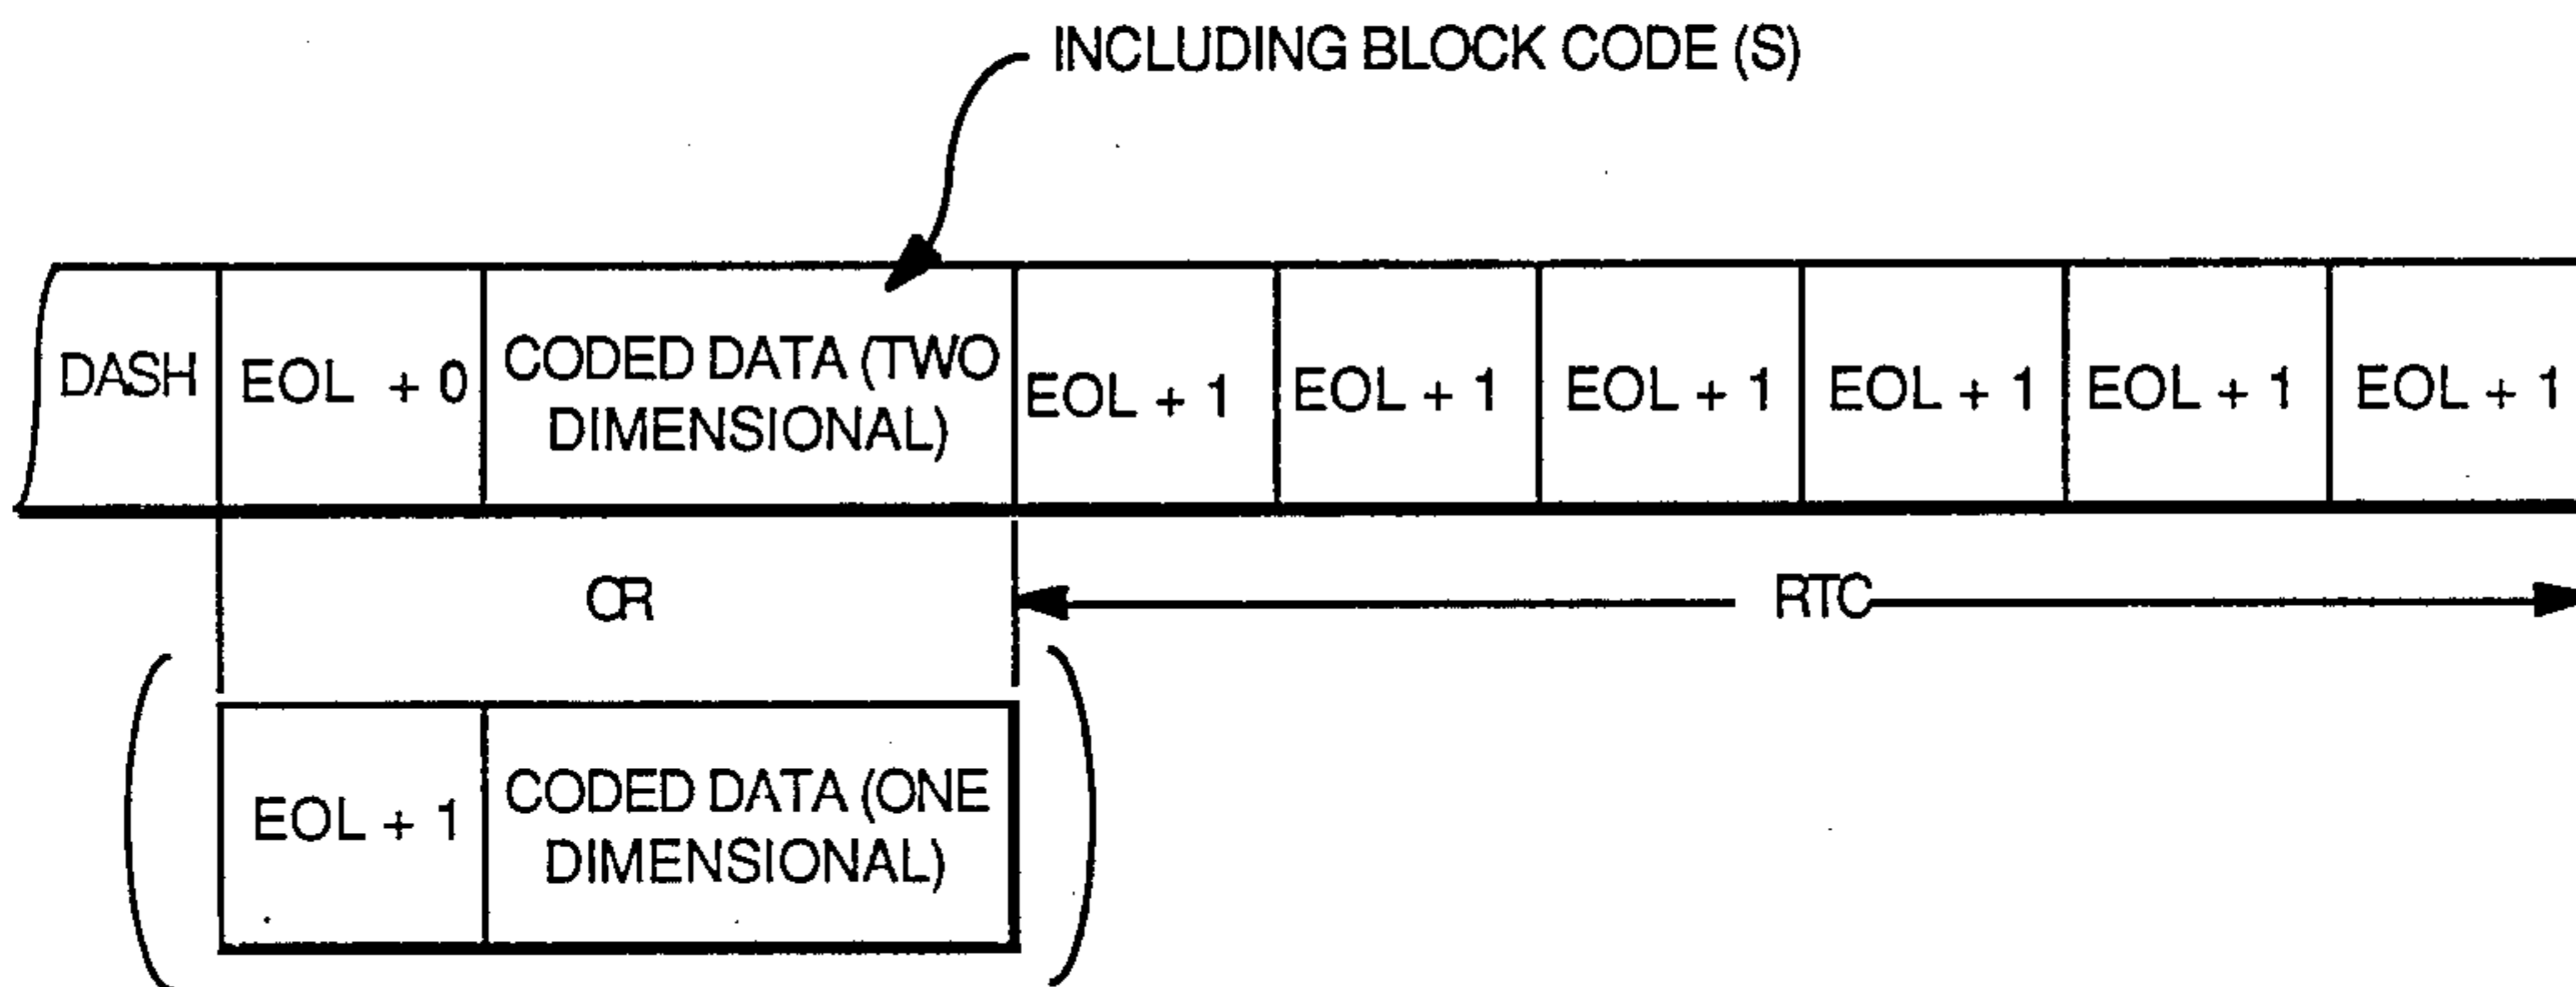 INCLUDING BLOCK CODE (S)
DASH
EOL + 0
CODED DATA (TWO
DIMENSIONAL)
EOL + 1
EOL + 1
EOL + 1
EOL + 1
EOL + 1
EOL + 1
OR
RTC
EOL + 1
CODED DATA (ONE
DIMENSIONAL)